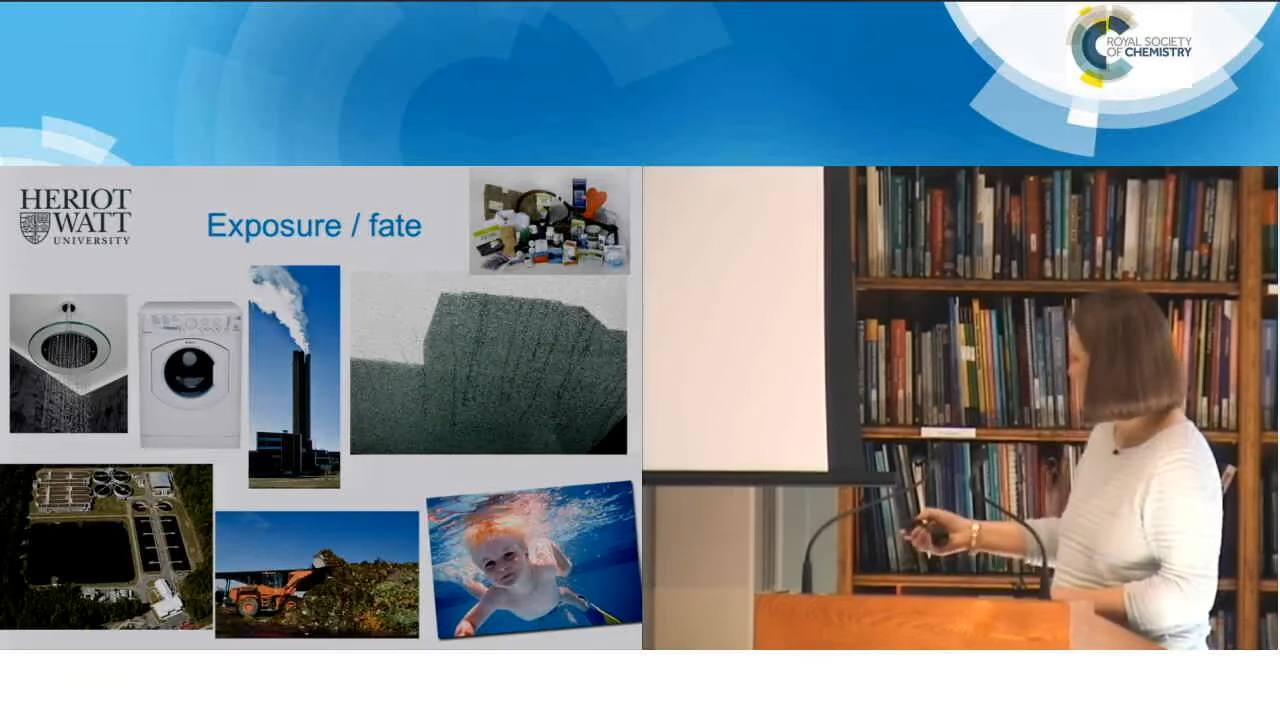 ROYAL SOCIETY
OF CHEMISTRY
HERIOT
WATT
UNIVERSITY
Exposure / fate